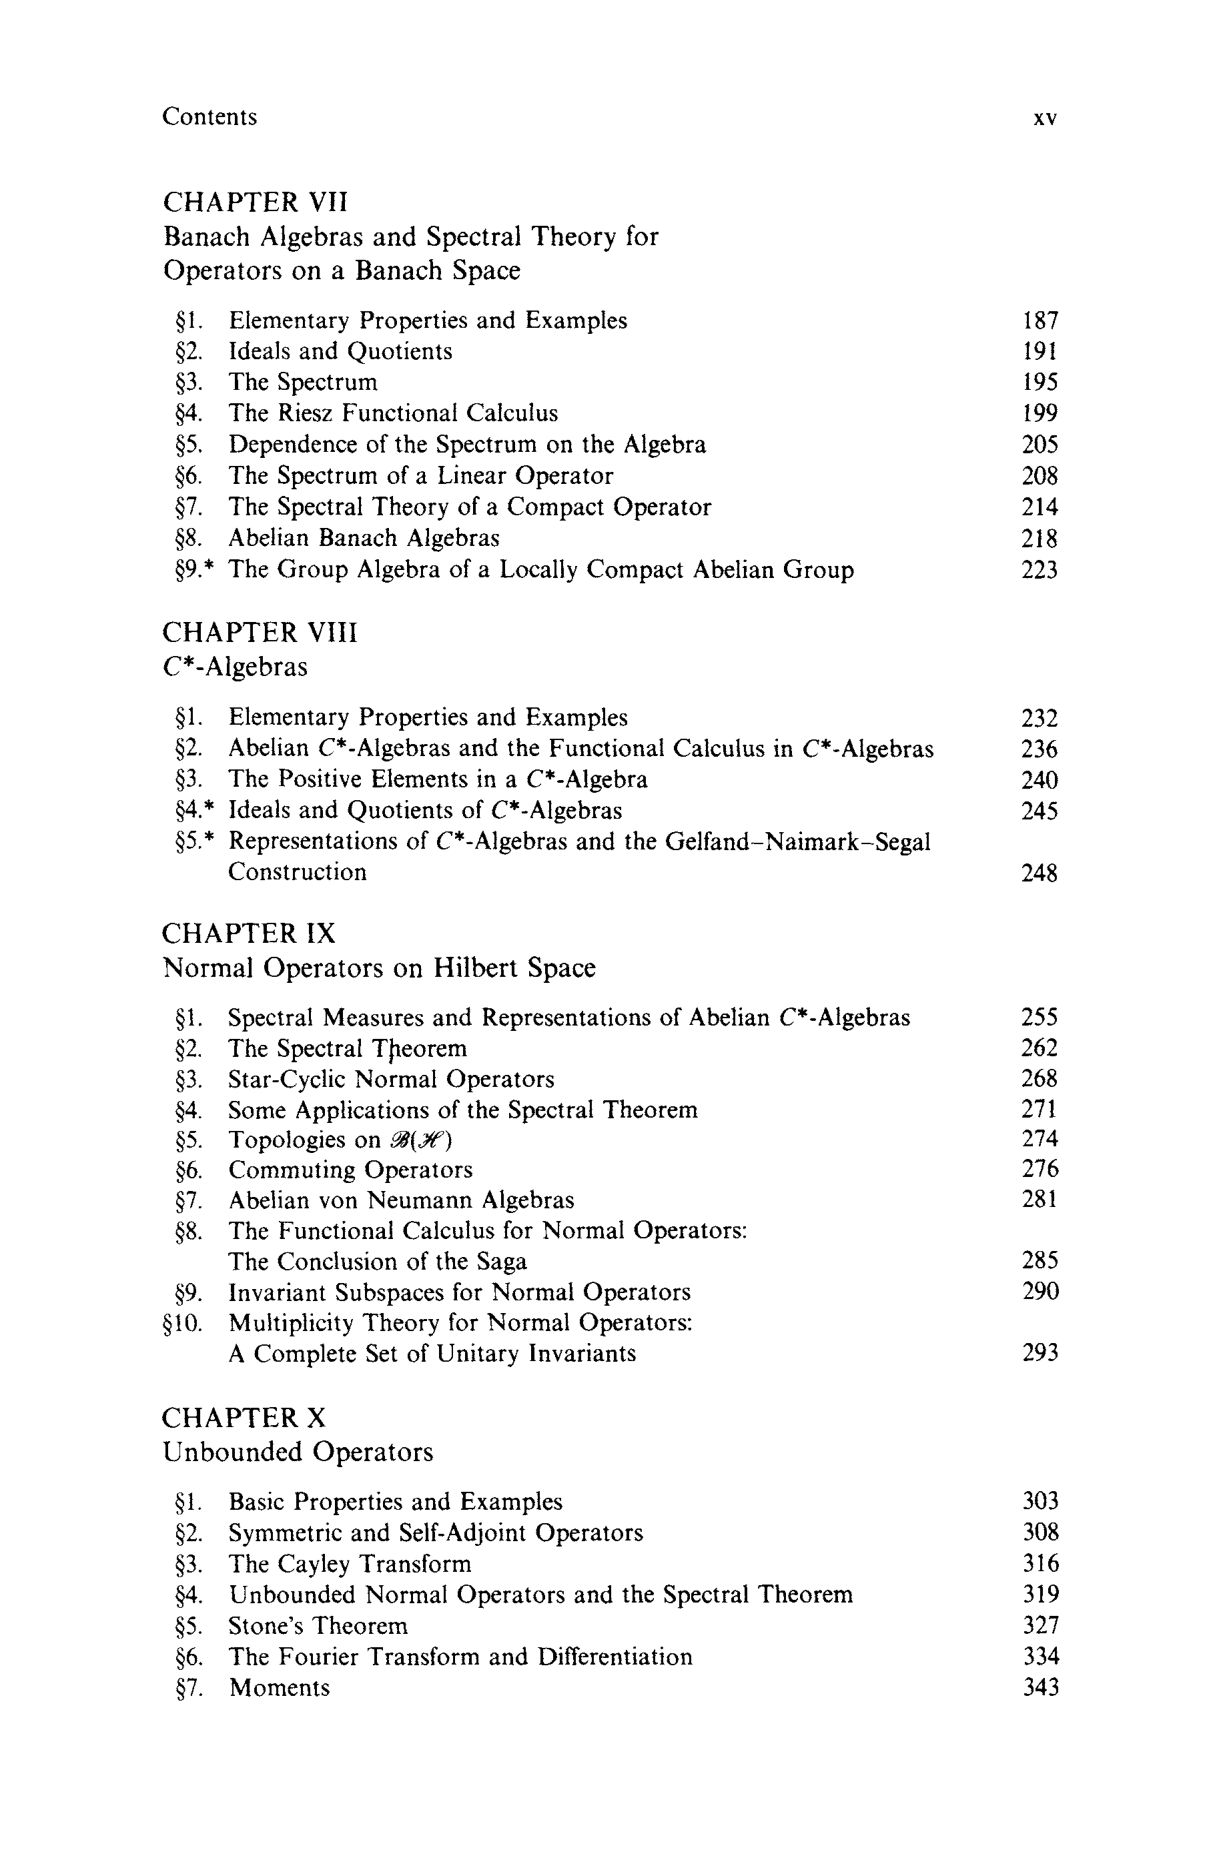 Contents xv
CHAPTER VII
Banach Algebras and Spectral Theory for
Operators on a Banach Space
§1. Elementary Properties and Examples 187
§2. Ideals and Quotients 191
§3. The Spectrum 195
§4. The Riesz Functional Calculus 199
§5. Dependence of the Spectrum on the Algebra 205
§6. The Spectrum of a Linear Operator 208
§7. The Spectral Theory of a Compact Operator 214
§8. Abelian Banach Algebras 218
§9.* The Group Algebra of a Locally Compact Abelian Group 223
CHAPTER VIII
C*-Algebras
§1. Elementary Properties and Examples 232
§2. Abelian C*-Algebras and the Functional Calculus in C*-Algebras 236
§3. The Positive Elements in a C*-Algebra 240
§4.* Ideals and Quotients of C*-Algebras 245
§5.* Representations of C*-Algebras and the Gelfand–Naimark–Segal
Construction 248
CHAPTER IX
Normal Operators on Hilbert Space
§1. Spectral Measures and Representations of Abelian C*-Algebras 255
§2. The Spectral Theorem 262
§3. Star-Cyclic Normal Operators 268
§4. Some Applications of the Spectral Theorem 271
§5. Topologies on ℬ(ℋ) 274
§6. Commuting Operators 276
§7. Abelian von Neumann Algebras 281
§8. The Functional Calculus for Normal Operators:
The Conclusion of the Saga 285
§9. Invariant Subspaces for Normal Operators 290
§10. Multiplicity Theory for Normal Operators:
A Complete Set of Unitary Invariants 293
CHAPTER X
Unbounded Operators
§1. Basic Properties and Examples 303
§2. Symmetric and Self-Adjoint Operators 308
§3. The Cayley Transform 316
§4. Unbounded Normal Operators and the Spectral Theorem 319
§5. Stone's Theorem 327
§6. The Fourier Transform and Differentiation 334
§7. Moments 343